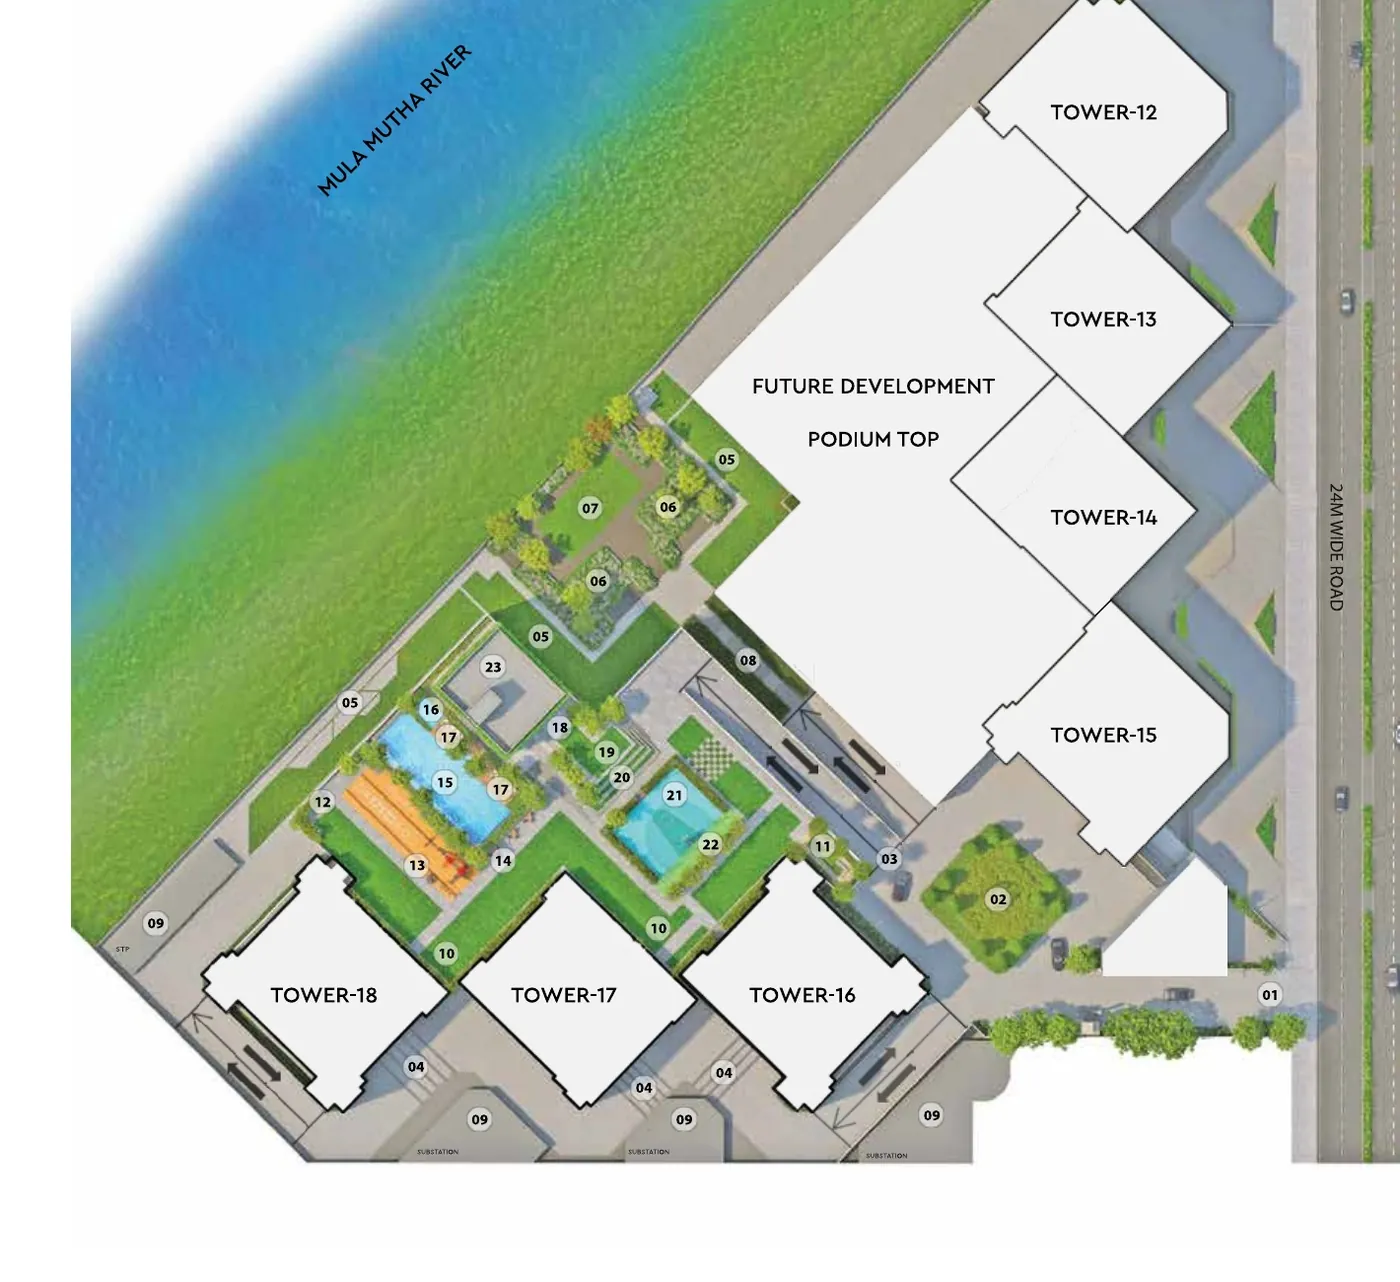 MULA MUTHA RIVER
TOWER-12
TOWER-13
FUTURE DEVELOPMENT
PODIUM TOP
05
07
06
TOWER-14
24M WIDE ROAD
06
05
08
23
05
16
18
17
19
TOWER-15
20
15
17
21
12
22
11
13
14
03
02
09
10
10
STP
TOWER-18
TOWER-17
TOWER-16
01
04
04
04
09
09
09
SUBSTATION
SUBSTATION
SUBSTATION